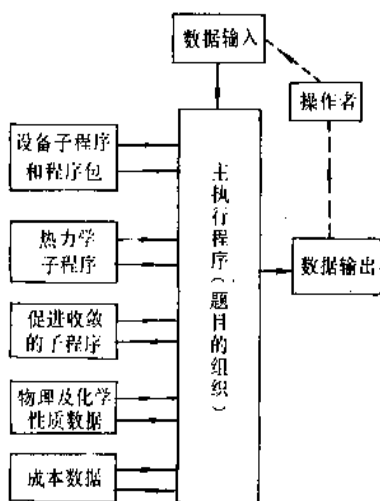 数据输入
操作者
设备子程序
和程序包
热力学
子程序
促进收敛
的子程序
物理及化学
性质数据
成本数据
主执行程序(题目的组织)
数据输出